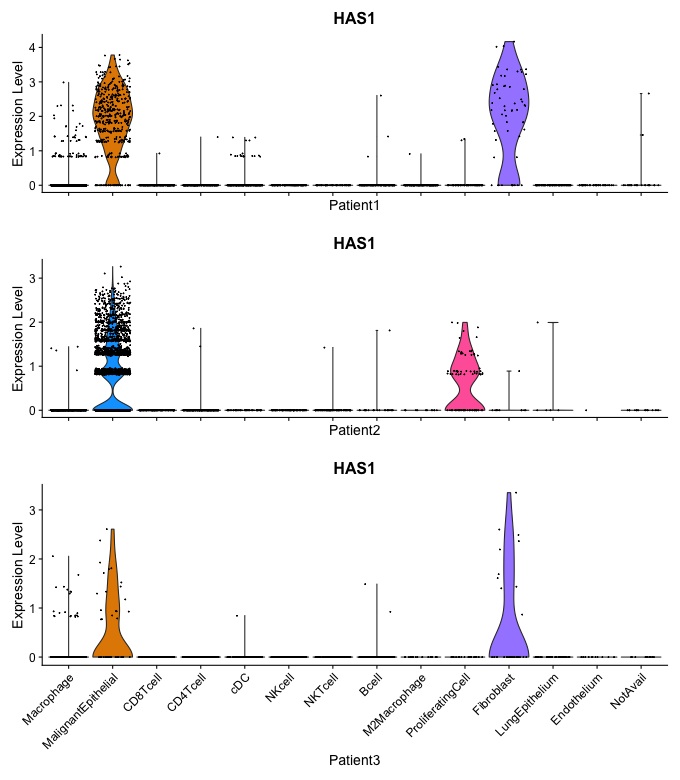 HAS1
Expression Level
4
3
2
1
0
Patient1
HAS1
Expression Level
3
2
1
0
Patient2
HAS1
Expression Level
3
2
1
0
Macrophage
MalignantEpithelial
CD8Tcell
CD4Tcell
cDC
NKcell
NKTcell
Bcell
M2Macrophage
ProliferatingCell
Fibroblast
LungEpithelium
Endothelium
NotAvail
Patient3